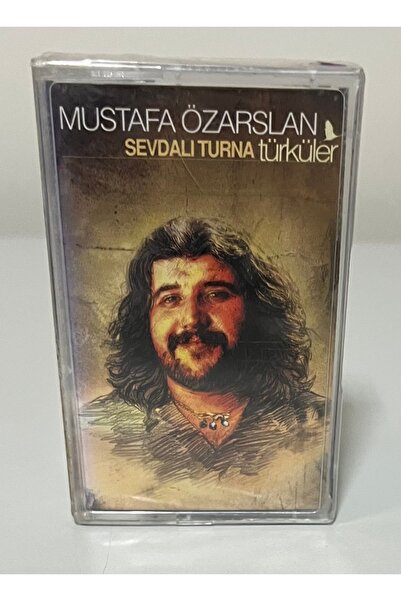 MUSTAFA ÖZARSLAN
SEVDALI TURNA türküler